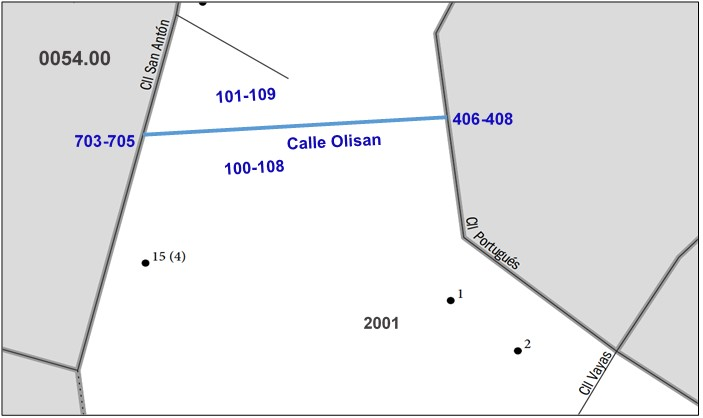 0054.00
Cll San Antón
101-109
406-408
703-705
Calle Olisan
100-108
Cll Portugués
15 (4)
1
2001
2
Cll Vayas